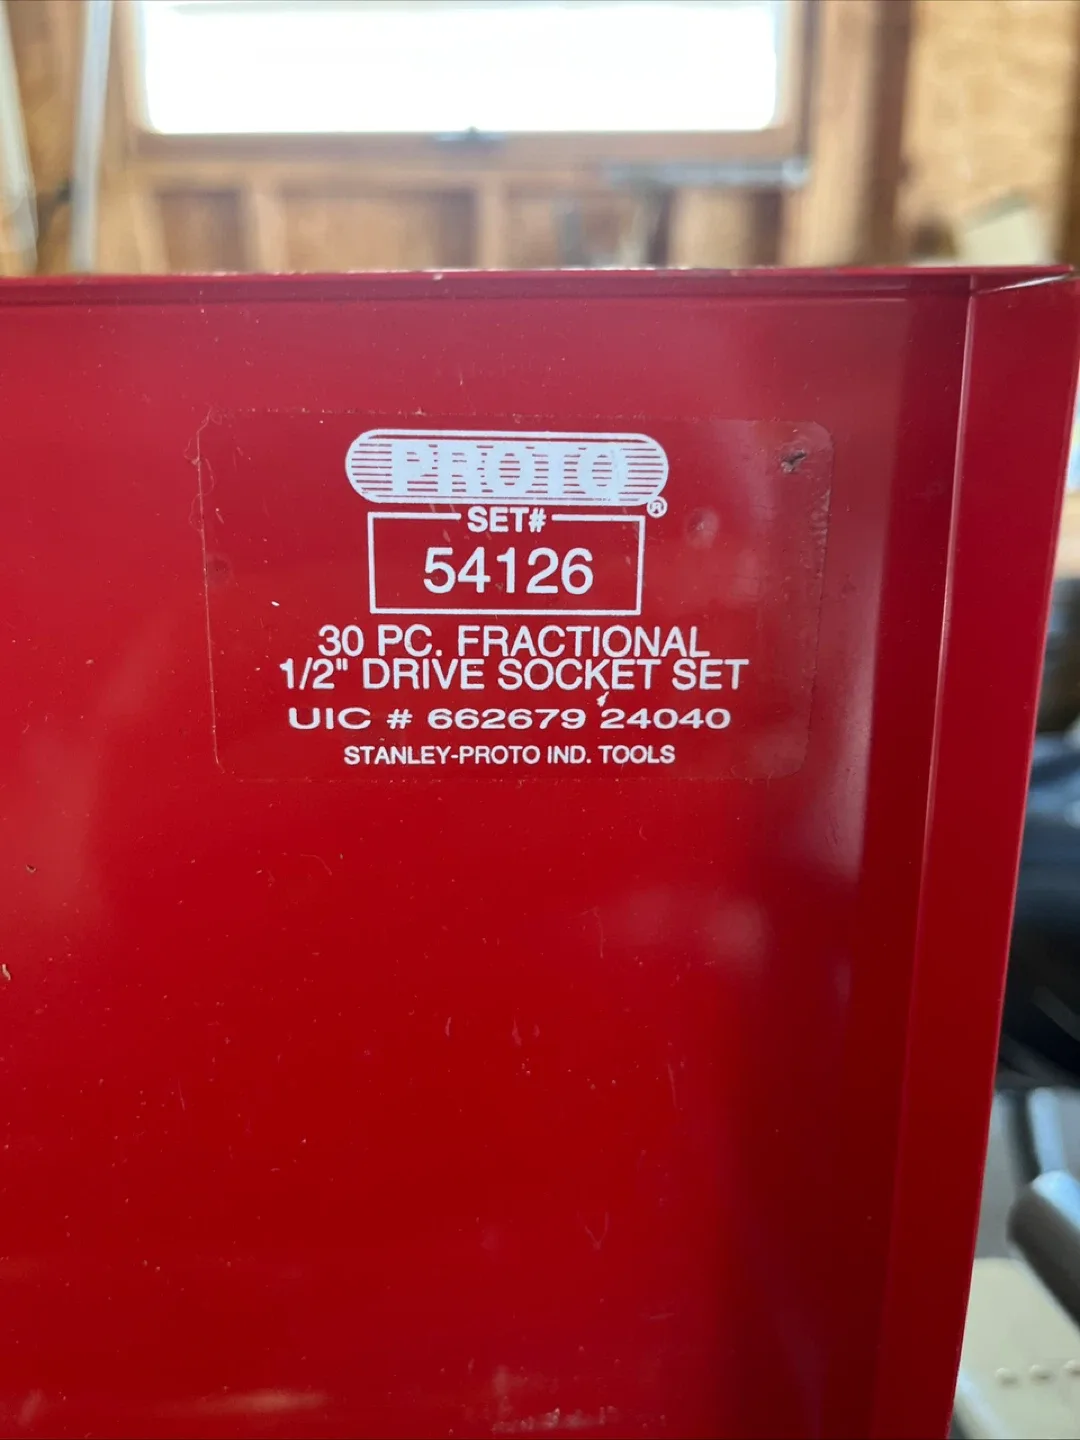 PROTO
®
SET#
54126
30 PC. FRACTIONAL
1/2" DRIVE SOCKET SET
UIC # 662679 24040
STANLEY-PROTO IND. TOOLS